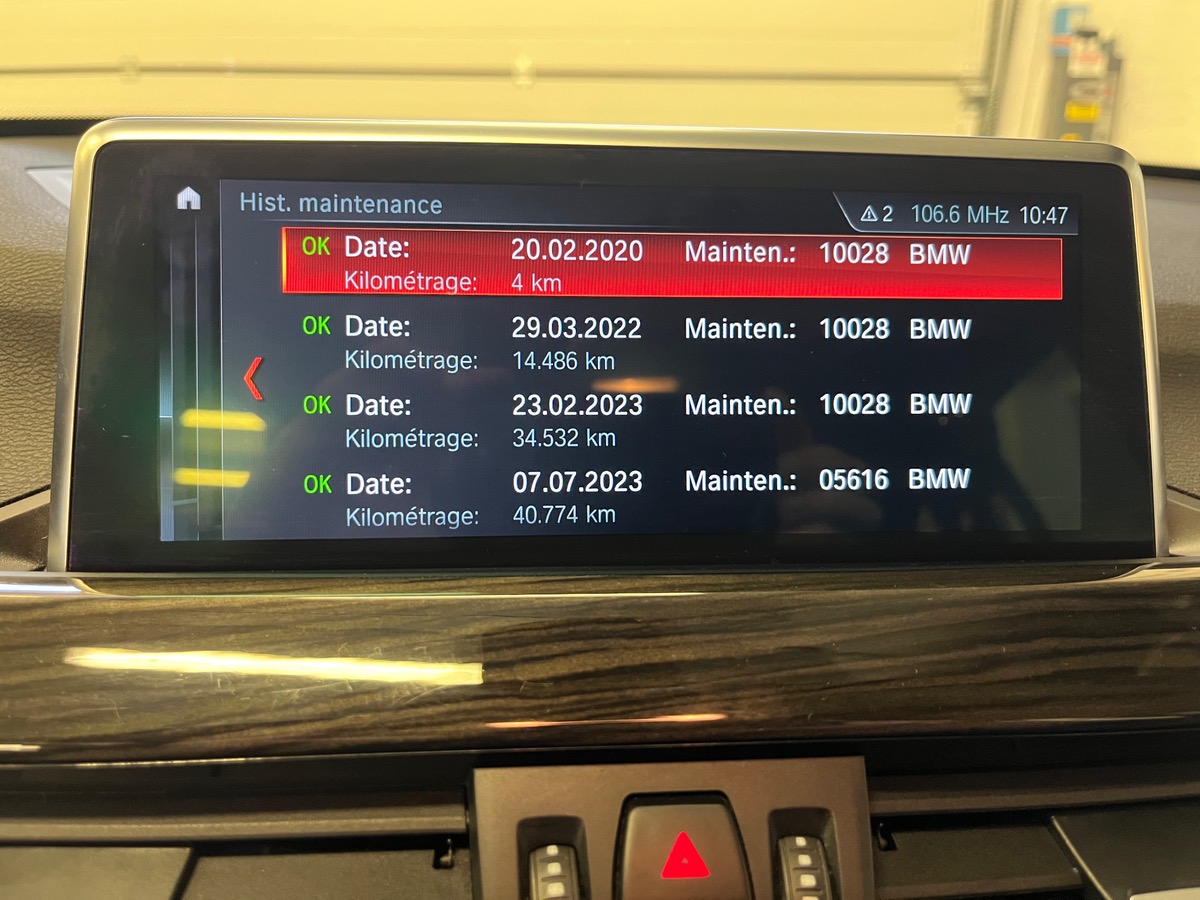 Hist. maintenance 2 106.6 MHz 10:47
OK Date: 20.02.2020 Mainten.: 10028 BMW
Kilométrage: 4 km
OK Date: 29.03.2022 Mainten.: 10028 BMW
Kilométrage: 14.486 km
OK Date: 23.02.2023 Mainten.: 10028 BMW
Kilométrage: 34.532 km
OK Date: 07.07.2023 Mainten.: 05616 BMW
Kilométrage: 40.774 km